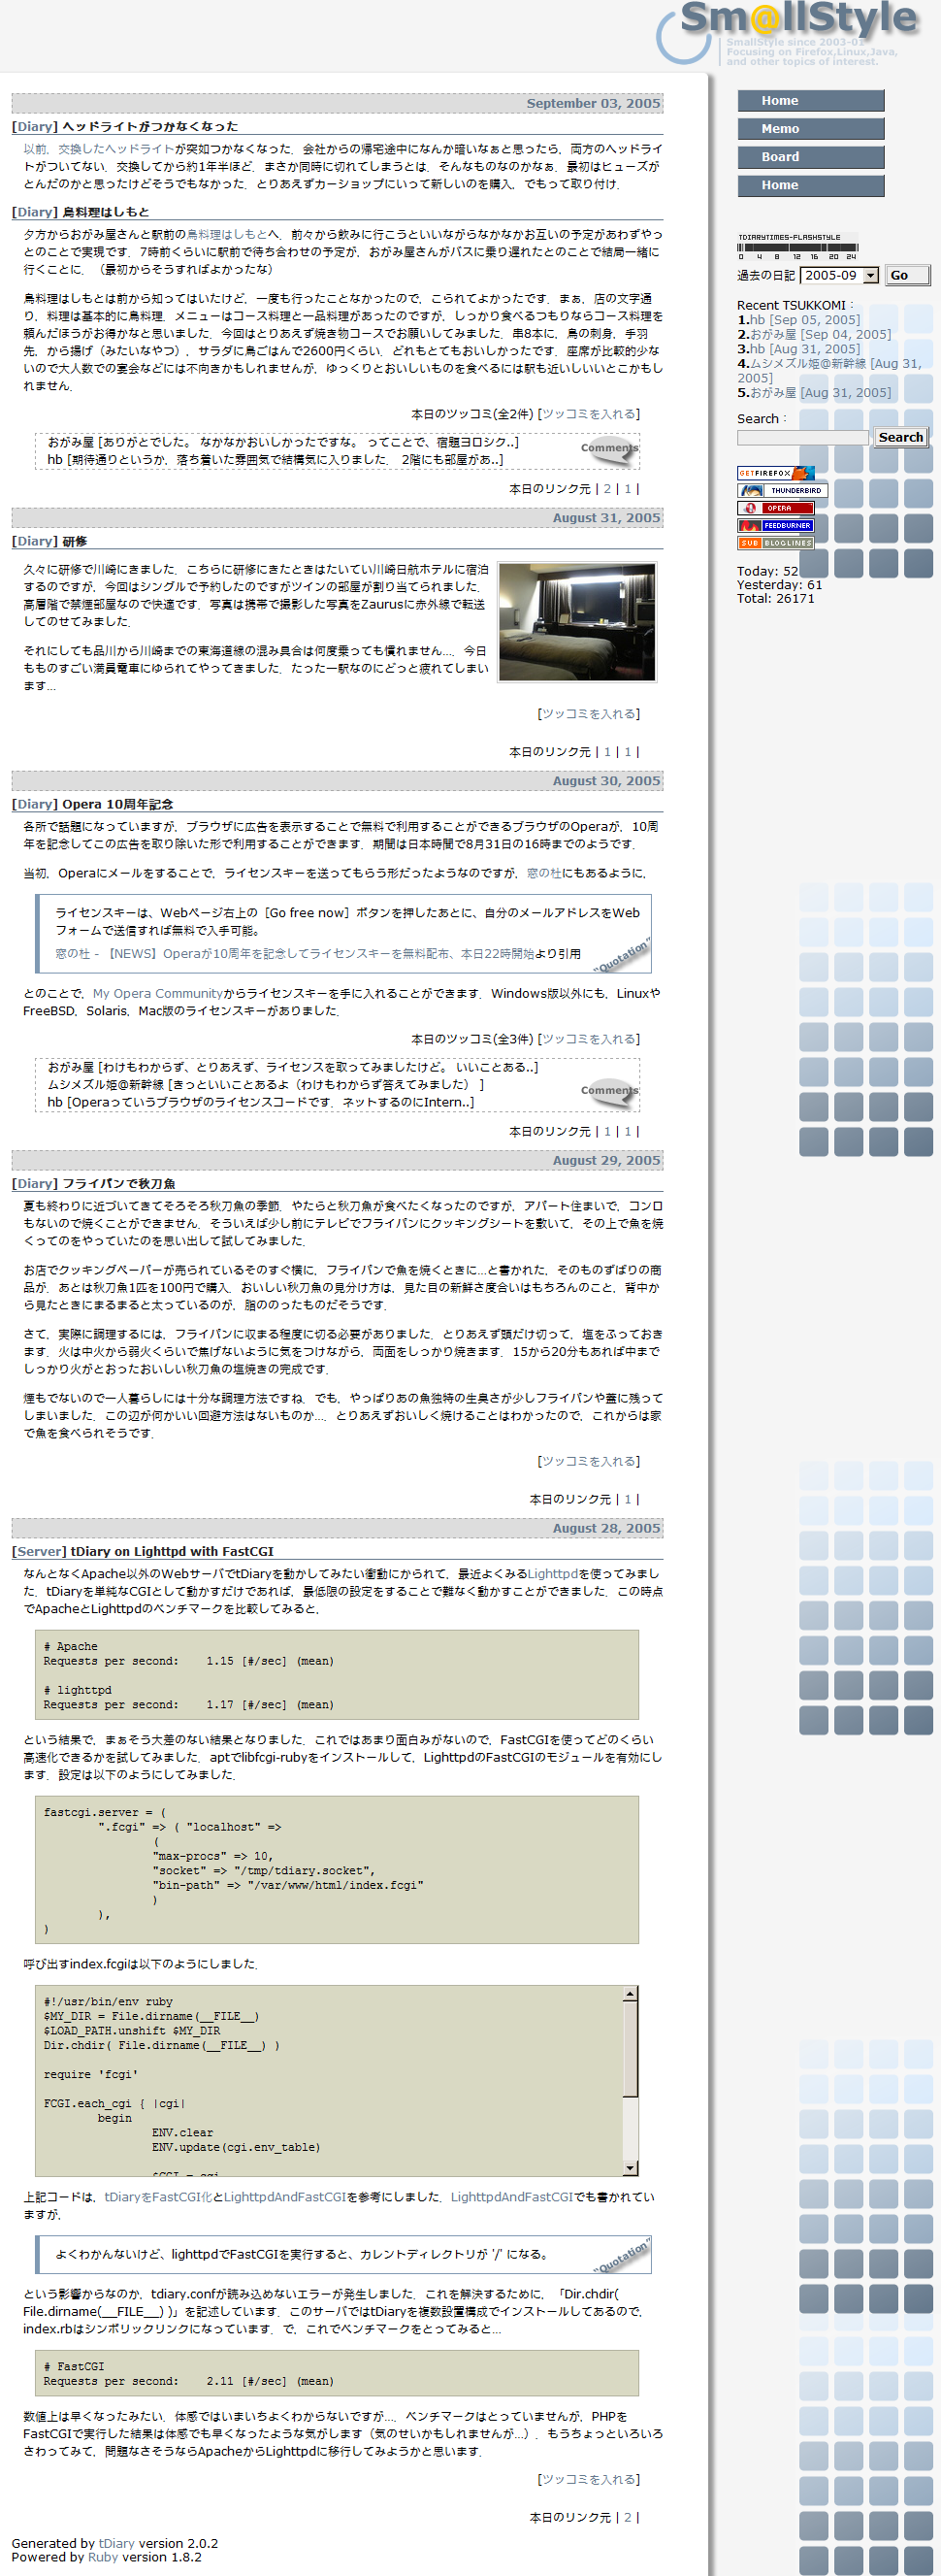 Sm@llStyle
SmallStyle since 2003-01
Focusing on Firefox,Linux,Java,
and other topics of interest.
September 03, 2005
[Diary] ヘッドライトがつかなくなった
以前，交換したヘッドライトが突如つかなくなった．会社からの帰宅途中になんか暗いなぁと思ったら，両方のヘッドライ
トがついてない．交換してから約1年半ほど．まさか同時に切れてしまうとは．そんなものなのかなぁ．最初はヒューズが
とんだのかと思ったけどそうでもなかった．とりあえずカーショップにいって新しいのを購入，でもって取り付け．
[Diary] 鳥料理はしもと
夕方からおがみ屋さんと駅前の鳥料理はしもとへ．前々から飲みに行こうといいながらなかなかお互いの予定があわずやっ
とのことで実現です．7時前くらいに駅前で待ち合わせの予定が，おがみ屋さんがバスに乗り遅れたとのことで結局一緒に
行くことに．（最初からそうすればよかったな）
鳥料理はしもとは前から知ってはいたけど，一度も行ったことなかったので，こられてよかったです．まぁ，店の文字通
り，料理は基本的に鳥料理．メニューはコース料理と一品料理があったのですが，しっかり食べるつもりならコース料理を
頼んだほうがお得かなと思いました．今回はとりあえず焼き物コースでお願いしてみました．串8本に，鳥の刺身，手羽
先，から揚げ（みたいなやつ），サラダに鳥ごはんで2600円くらい．どれもとてもおいしかったです．座席が比較的少な
いので大人数での宴会などには不向きかもしれませんが，ゆっくりとおいしいものを食べるには駅も近いしいいとこかもし
れません．
本日のツッコミ(全2件) [ツッコミを入れる]
おがみ屋 [ありがとでした。 なかなかおいしかったですな。 ってことで、宿題ヨロシク..]
hb [期待通りというか，落ち着いた雰囲気で結構気に入りました． 2階にも部屋があ..]
Comments
本日のリンク元 | 2 | 1 |
August 31, 2005
[Diary] 研修
久々に研修で川崎にきました．こちらに研修にきたときはたいてい川崎日航ホテルに宿泊
するのですが，今回はシングルで予約したのですがツインの部屋が割り当てられました．
高層階で禁煙部屋なので快適です．写真は携帯で撮影した写真をZaurusに赤外線で転送
してのせてみました．
それにしても品川から川崎までの東海道線の混み具合は何度乗っても慣れません…．今日
もものすごい満員電車にゆられてやってきました．たった一駅なのにどっと疲れてしまい
ます…
[ツッコミを入れる]
本日のリンク元 | 1 | 1 |
August 30, 2005
[Diary] Opera 10周年記念
各所で話題になっていますが，ブラウザに広告を表示することで無料で利用することができるブラウザのOperaが，10周
年を記念してこの広告を取り除いた形で利用することができます．期間は日本時間で8月31日の16時までのようです．
当初，Operaにメールをすることで，ライセンスキーを送ってもらう形だったようなのですが，窓の杜にもあるように，
ライセンスキーは、Webページ右上の［Go free now］ボタンを押したあとに、自分のメールアドレスをWeb
フォームで送信すれば無料で入手可能。
窓の杜 - 【NEWS】Operaが10周年を記念してライセンスキーを無料配布、本日22時開始より引用
"Quotation"
とのことで，My Opera Communityからライセンスキーを手に入れることができます．Windows版以外にも，Linuxや
FreeBSD，Solaris，Mac版のライセンスキーがありました．
本日のツッコミ(全3件) [ツッコミを入れる]
おがみ屋 [わけもわからず、とりあえず、ライセンスを取ってみましたけど。 いいことある..]
ムシメズル姫@新幹線 [きっといいことあるよ（わけもわからず答えてみました） ]
hb [Operaっていうブラウザのライセンスコードです．ネットするのにIntern..]
Comments
本日のリンク元 | 1 | 1 |
August 29, 2005
[Diary] フライパンで秋刀魚
夏も終わりに近づいてきてそろそろ秋刀魚の季節．やたらと秋刀魚が食べたくなったのですが，アパート住まいで，コンロ
もないので焼くことができません．そういえば少し前にテレビでフライパンにクッキングシートを敷いて，その上で魚を焼
くってのをやっていたのを思い出して試してみました．
お店でクッキングペーパーが売られているそのすぐ横に，フライパンで魚を焼くときに…と書かれた，そのものずばりの商
品が．あとは秋刀魚1匹を100円で購入．おいしい秋刀魚の見分け方は，見た目の新鮮さ度合いはもちろんのこと，背中か
ら見たときにまるまると太っているのが，脂ののったものだそうです．
さて，実際に調理するには，フライパンに収まる程度に切る必要がありました．とりあえず頭だけ切って，塩をふっておき
ます．火は中火から弱火くらいで焦げないように気をつけながら，両面をしっかり焼きます．15から20分もあれば中まで
しっかり火がとおったおいしい秋刀魚の塩焼きの完成です．
煙もでないので一人暮らしには十分な調理方法ですね．でも，やっぱりあの魚独特の生臭さが少しフライパンや蓋に残って
しまいました．この辺が何かいい回避方法はないものか…．とりあえずおいしく焼けることはわかったので，これからは家
で魚を食べられそうです．
[ツッコミを入れる]
本日のリンク元 | 1 |
August 28, 2005
[Server] tDiary on Lighttpd with FastCGI
なんとなくApache以外のWebサーバでtDiaryを動かしてみたい衝動にかられて，最近よくみるLighttpdを使ってみまし
た．tDiaryを単純なCGIとして動かすだけであれば，最低限の設定をすることで難なく動かすことができました．この時点
でApacheとLighttpdのベンチマークを比較してみると，
# Apache
Requests per second:    1.15 [#/sec] (mean)
# lighttpd
Requests per second:    1.17 [#/sec] (mean)
という結果で，まぁそう大差のない結果となりました．これではあまり面白みがないので，FastCGIを使ってどのくらい
高速化できるかを試してみました．aptでlibfcgi-rubyをインストールして，LighttpdのFastCGIのモジュールを有効にし
ます．設定は以下のようにしてみました．
fastcgi.server = (
".fcgi" => ( "localhost" =>
(
"max-procs" => 10,
"socket" => "/tmp/tdiary.socket",
"bin-path" => "/var/www/html/index.fcgi"
)
),
)
呼び出すindex.fcgiは以下のようにしました．
#!/usr/bin/env ruby
$MY_DIR = File.dirname(__FILE__)
$LOAD_PATH.unshift $MY_DIR
Dir.chdir( File.dirname(__FILE__) )
require 'fcgi'
FCGI.each_cgi { |cgi|
begin
ENV.clear
ENV.update(cgi.env_table)
$CGI = cgi
上記コードは，tDiaryをFastCGI化とLighttpdAndFastCGIを参考にしました．LighttpdAndFastCGIでも書かれてい
ますが，
よくわかんないけど、lighttpdでFastCGIを実行すると、カレントディレクトリが '/' になる。
"Quotation"
という影響からなのか，tdiary.confが読み込めないエラーが発生しました．これを解決するために，「Dir.chdir(
File.dirname(__FILE__) )」を記述しています．このサーバではtDiaryを複数設置構成でインストールしてあるので，
index.rbはシンボリックリンクになっています．で，これでベンチマークをとってみると…
# FastCGI
Requests per second:    2.11 [#/sec] (mean)
数値上は早くなったみたい．体感ではいまいちよくわからないですが…．ベンチマークはとっていませんが，PHPを
FastCGIで実行した結果は体感でも早くなったような気がします（気のせいかもしれませんが…）．もうちょっといろいろ
さわってみて，問題なさそうならApacheからLighttpdに移行してみようかと思います．
[ツッコミを入れる]
本日のリンク元 | 2 |
Generated by tDiary version 2.0.2
Powered by Ruby version 1.8.2
Home
Memo
Board
Home
TDIARYTIMES-FLASHSTYLE
0 4 8 12 16 20 24
過去の日記 2005-09 Go
Recent TSUKKOMI：
1.hb [Sep 05, 2005]
2.おがみ屋 [Sep 04, 2005]
3.hb [Aug 31, 2005]
4.ムシメズル姫@新幹線 [Aug 31,
2005]
5.おがみ屋 [Aug 31, 2005]
Search：
Search
GETFIREFOX
THUNDERBIRD
OPERA
FEEDBURNER
SUB BLOGLINES
Today: 52
Yesterday: 61
Total: 26171